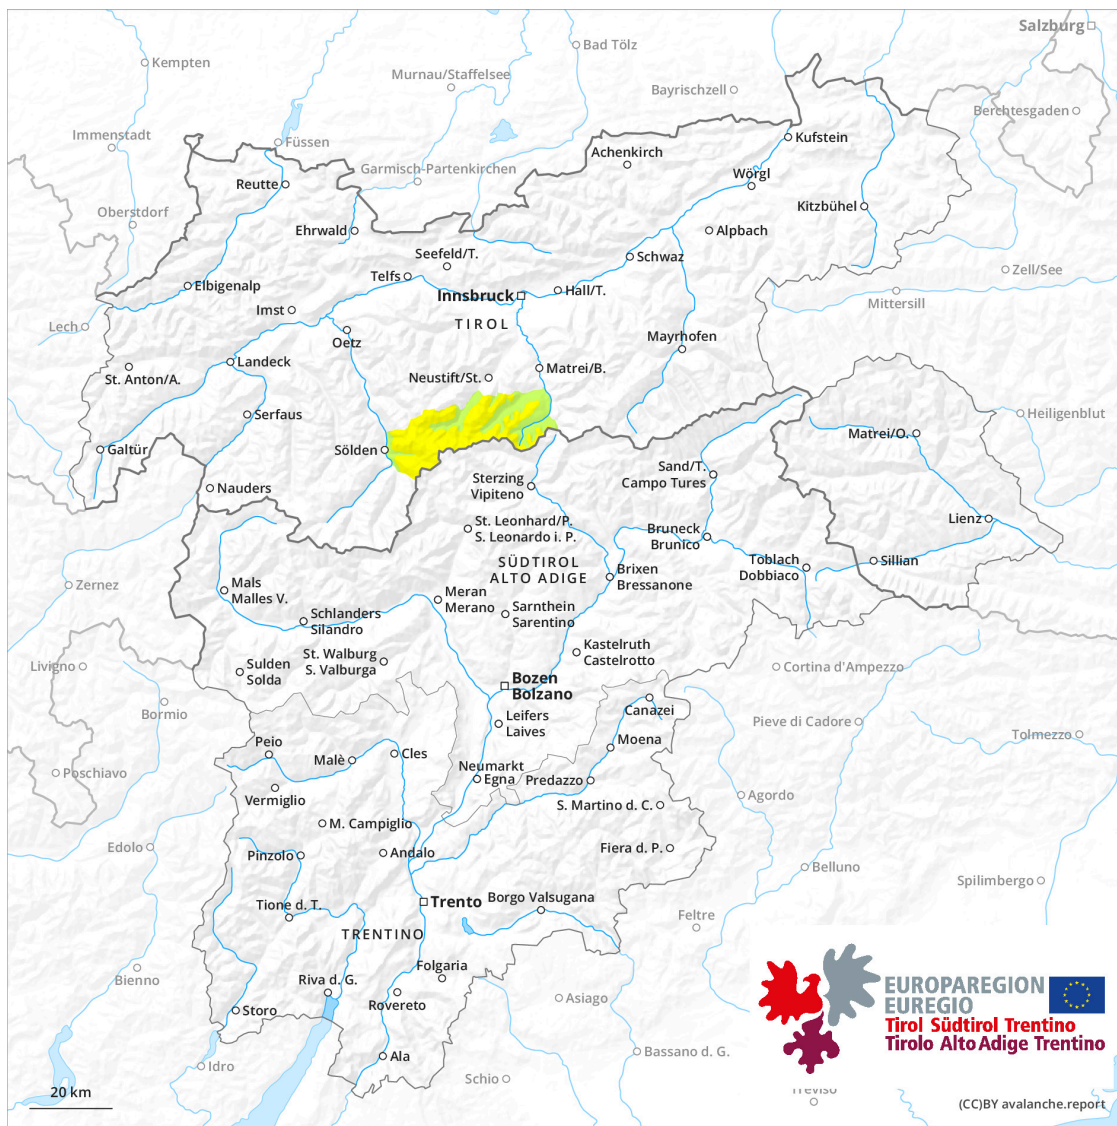 Salzburg
Bad Tölz
Kempten
Murnau/Staffelsee
Bayrischzell
Berchtesgaden
Immenstadt
Füssen
Kufstein
Achenkirch
Garmisch-Partenkirchen
Wörgl
Reutte
Oberstdorf
Kitzbühel
Ehrwald
Alpbach
Seefeld/T.
Schwaz
Zell/See
Telfs
Elbigenalp
Innsbruck
Hall/T.
Mittersill
Imst
TIROL
Lech
Oetz
Mayrhofen
Landeck
Matrei/B.
St. Anton/A.
Neustift/St.
Serfaus
Heiligenblut
Matrei/O.
Galtür
Sölden
Sand/T.
Campo Tures
Sterzing
Vipiteno
Nauders
Lienz
St. Leonhard/P.
S. Leonardo i. P.
Bruneck
Brunico
SÜDTIROL
ALTO ADIGE
Toblach
Dobbiaco
Sillian
Brixen
Bressanone
Zernez
Mals
Malles V.
Meran
Merano
Sarnthein
Sarentino
Schlanders
Silandro
Kastelruth
Castelrotto
St. Walburg
S. Valburga
Livigno
Sulden
Solda
Cortina d'Ampezzo
Bozen
Bolzano
Bormio
Canazei
Leifers
Laives
Pieve di Cadore
Tolmezzo
Peio
Moena
Malè
Cles
Neumarkt
Egna
Poschiavo
Predazzo
Vermiglio
Agordo
S. Martino d. C.
M. Campiglio
Edolo
Pinzolo
Andalo
Fiera d. P.
Belluno
Spilimbergo
Tione d. T.
Trento
Borgo Valsugana
Feltre
TRENTINO
Folgaria
Bienno
Riva d. G.
Rovereto
Asiago
Storo
EUROPAREGION
EUREGIO
Tirol Südtirol Trentino
Tirolo Alto Adige Trentino
Ala
Bassano d. G.
Idro
Schio
Treviso
20 km
(CC)BY avalanche.report